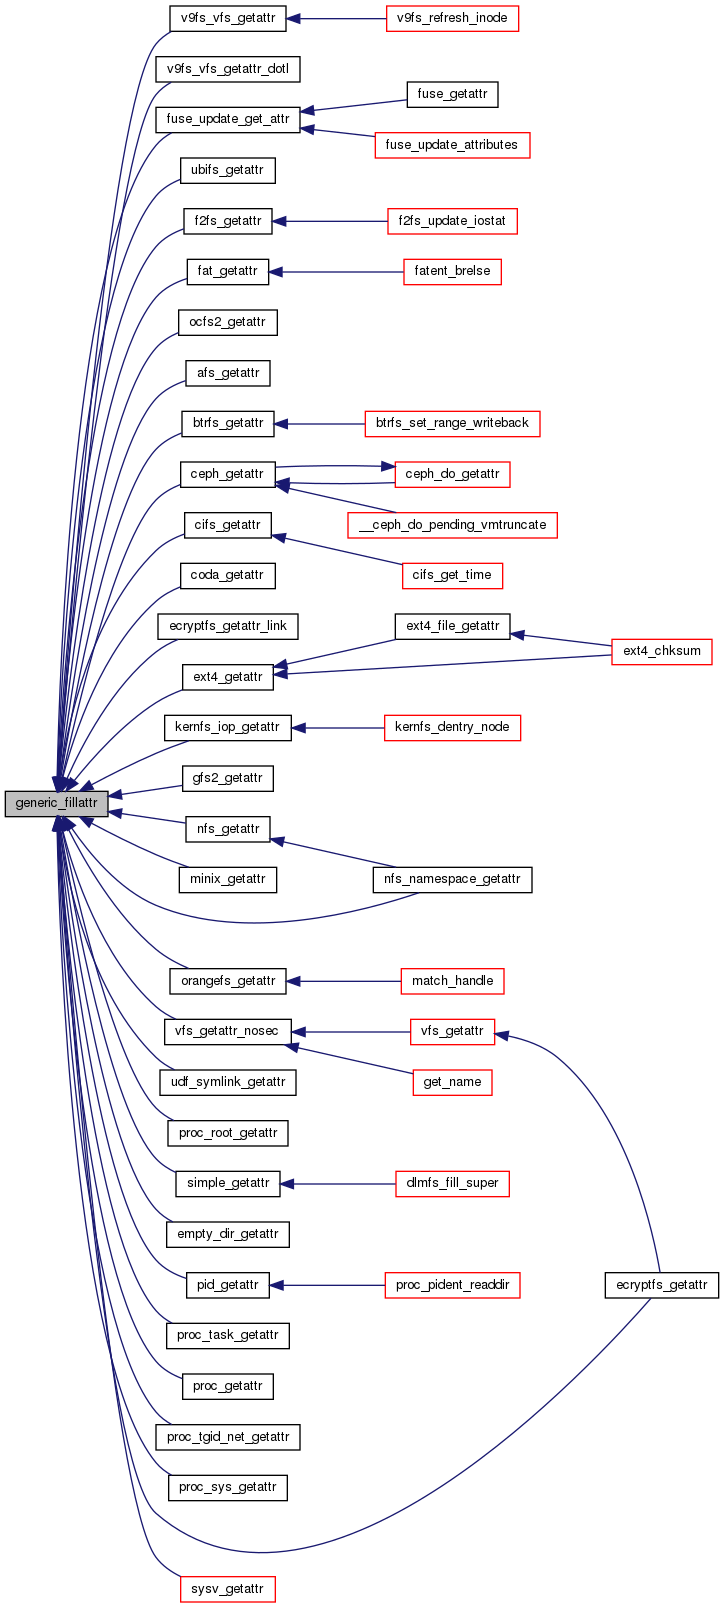 v9fs_vfs_getattr
v9fs_refresh_inode
v9fs_vfs_getattr_dotl
fuse_getattr
fuse_update_get_attr
fuse_update_attributes
ubifs_getattr
f2fs_getattr
f2fs_update_iostat
fat_getattr
fatent_brelse
ocfs2_getattr
afs_getattr
btrfs_getattr
btrfs_set_range_writeback
ceph_getattr
ceph_do_getattr
__ceph_do_pending_vmtruncate
cifs_getattr
cifs_get_time
coda_getattr
ecryptfs_getattr_link
ext4_file_getattr
ext4_chksum
ext4_getattr
kernfs_iop_getattr
kernfs_dentry_node
gfs2_getattr
generic_fillattr
nfs_getattr
minix_getattr
nfs_namespace_getattr
orangefs_getattr
match_handle
vfs_getattr_nosec
vfs_getattr
udf_symlink_getattr
get_name
proc_root_getattr
simple_getattr
dlmfs_fill_super
empty_dir_getattr
pid_getattr
proc_pident_readdir
ecryptfs_getattr
proc_task_getattr
proc_getattr
proc_tgid_net_getattr
proc_sys_getattr
sysv_getattr